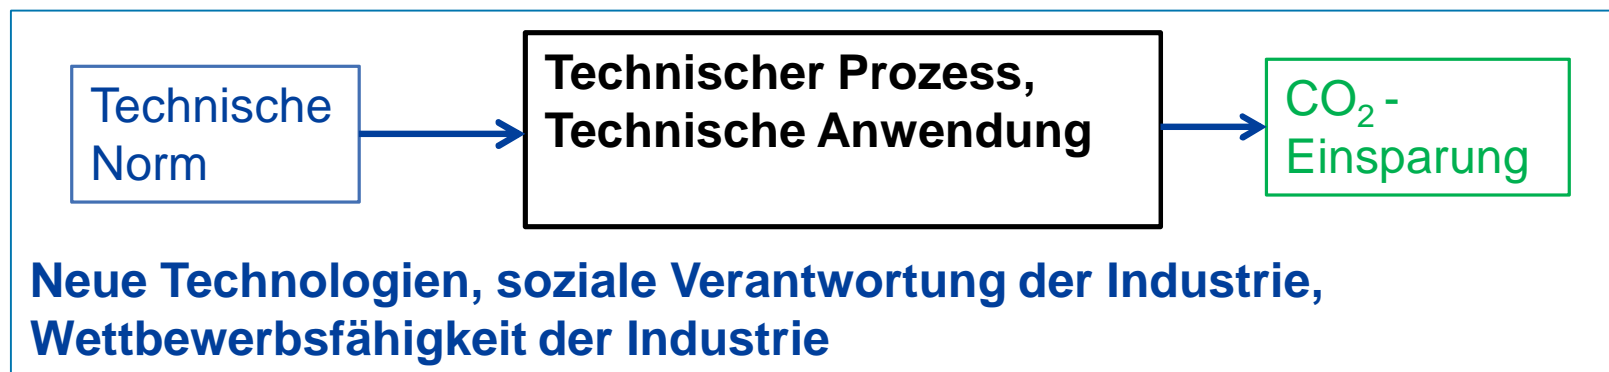 Technische
Norm
Technischer Prozess,
Technische Anwendung
CO₂ -
Einsparung
Neue Technologien, soziale Verantwortung der Industrie,
Wettbewerbsfähigkeit der Industrie